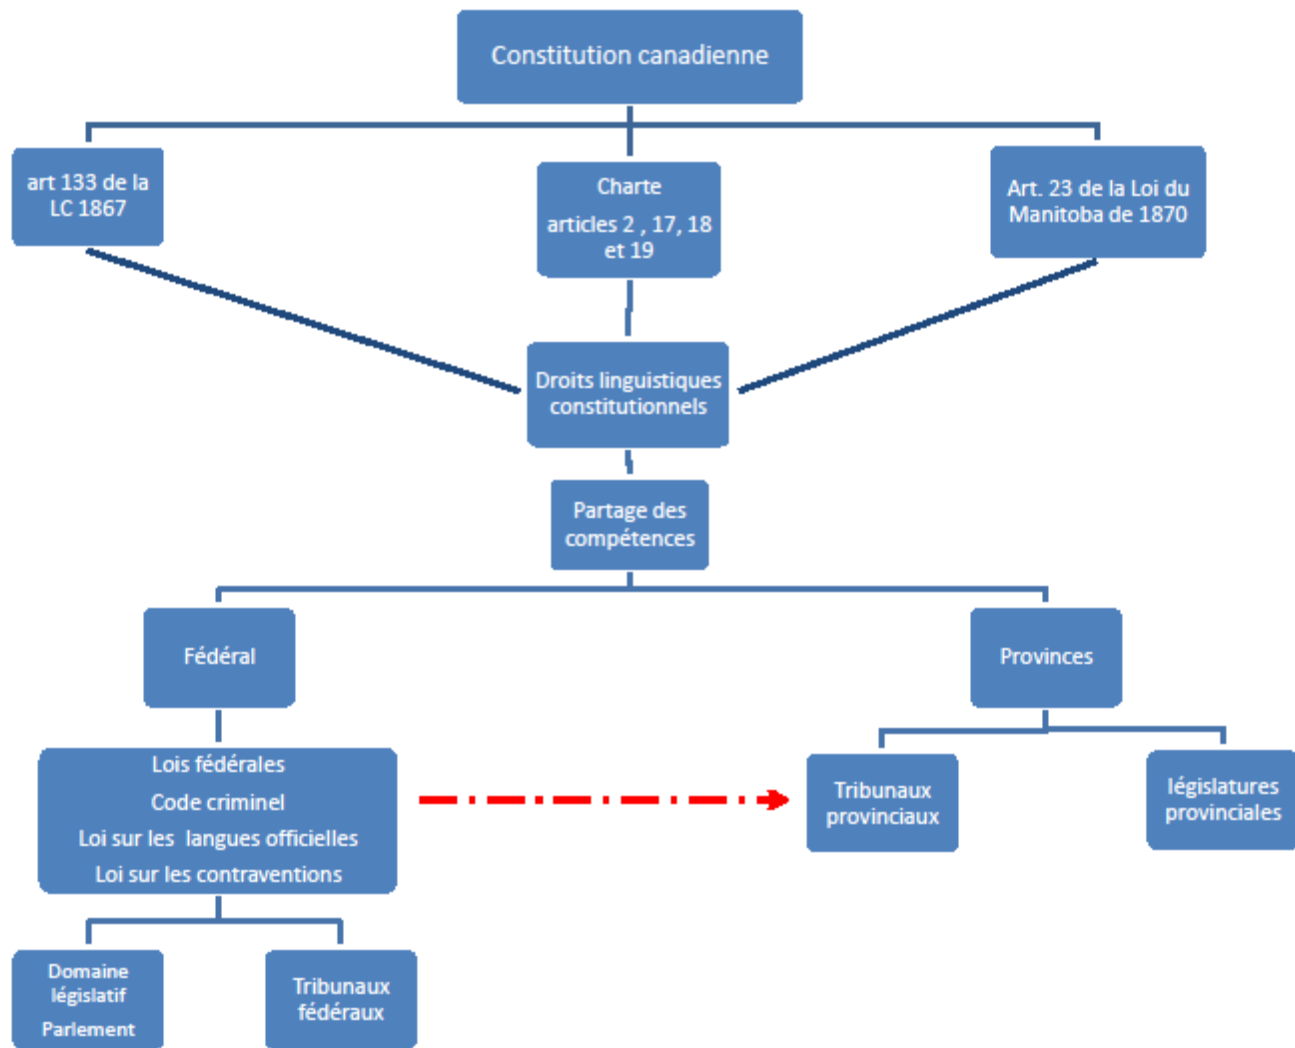 Constitution canadienne
art 133 de la
LC 1867
Charte
articles 2 , 17, 18
et 19
Art. 23 de la Loi du
Manitoba de 1870
Droits linguistiques
constitutionnels
Partage des
compétences
Fédéral
Provinces
Lois fédérales
Code criminel
Loi sur les langues officielles
Loi sur les contraventions
Tribunaux
provinciaux
législatures
provinciales
Domaine
législatif
Parlement
Tribunaux
fédéraux